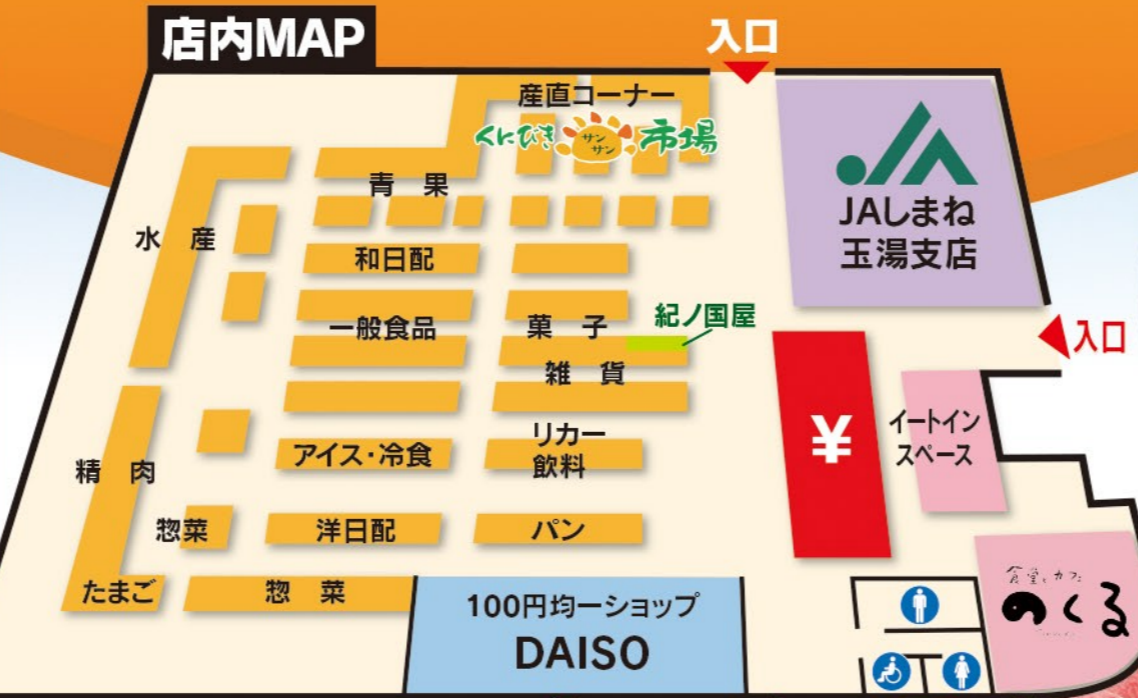 店内MAP
入口
産直コーナー
くにびき サンサン 市場
青果
水産
JA
JAしまね
玉湯支店
和日配
一般食品
菓子
紀ノ国屋
入口
雑貨
¥
イートイン
スペース
リカー
飲料
アイス・冷食
精肉
惣菜
洋日配
パン
たまご
惣菜
100円均一ショップ
DAISO
食堂とカフェ
のくる